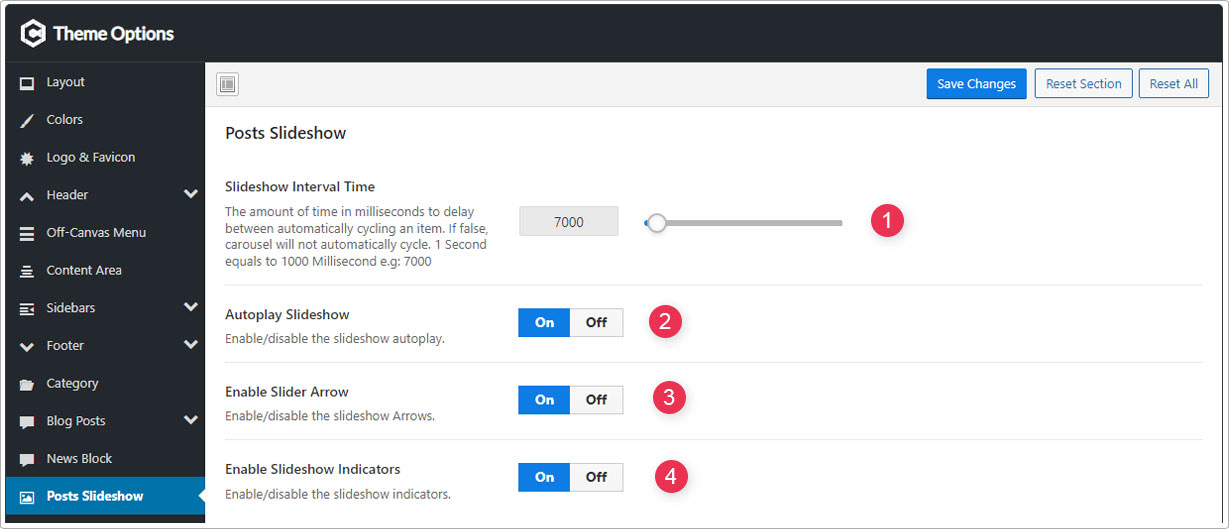 Theme Options
Layout
Colors
Logo & Favicon
Header
Off-Canvas Menu
Content Area
Sidebars
Footer
Category
Blog Posts
News Block
Posts Slideshow
Save Changes
Reset Section
Reset All
Posts Slideshow
Slideshow Interval Time
The amount of time in milliseconds to delay
between automatically cycling an item. If false,
carousel will not automatically cycle. 1 Second
equals to 1000 Millisecond e.g: 7000
7000
1
Autoplay Slideshow
Enable/disable the slideshow autoplay.
On Off
2
Enable Slider Arrow
Enable/disable the slideshow Arrows.
On Off
3
Enable Slideshow Indicators
Enable/disable the slideshow indicators.
On Off
4